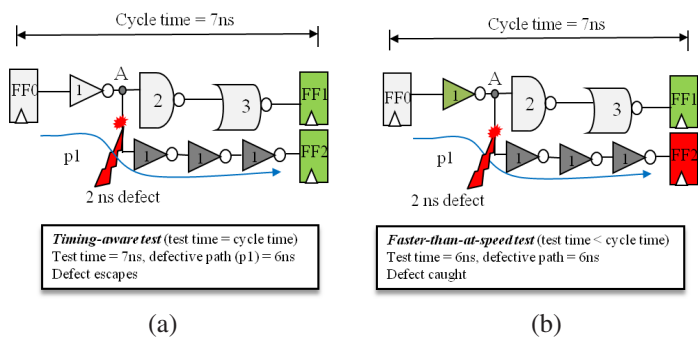 Cycle time = 7ns
FF0
1
A
2
3
FF1
p1
1
1
1
FF2
2 ns defect
Timing-aware test (test time = cycle time)
Test time = 7ns, defective path (p1) = 6ns
Defect escapes
(a)
Cycle time = 7ns
FF0
1
A
2
3
FF1
p1
1
1
1
FF2
2 ns defect
Faster-than-at-speed test (test time < cycle time)
Test time = 6ns, defective path = 6ns
Defect caught
(b)